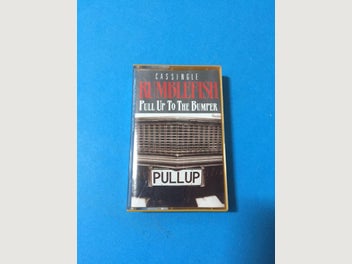 CASSINGLE
RUMBLEFISH
PULL UP TO THE BUMPER
PULLUP